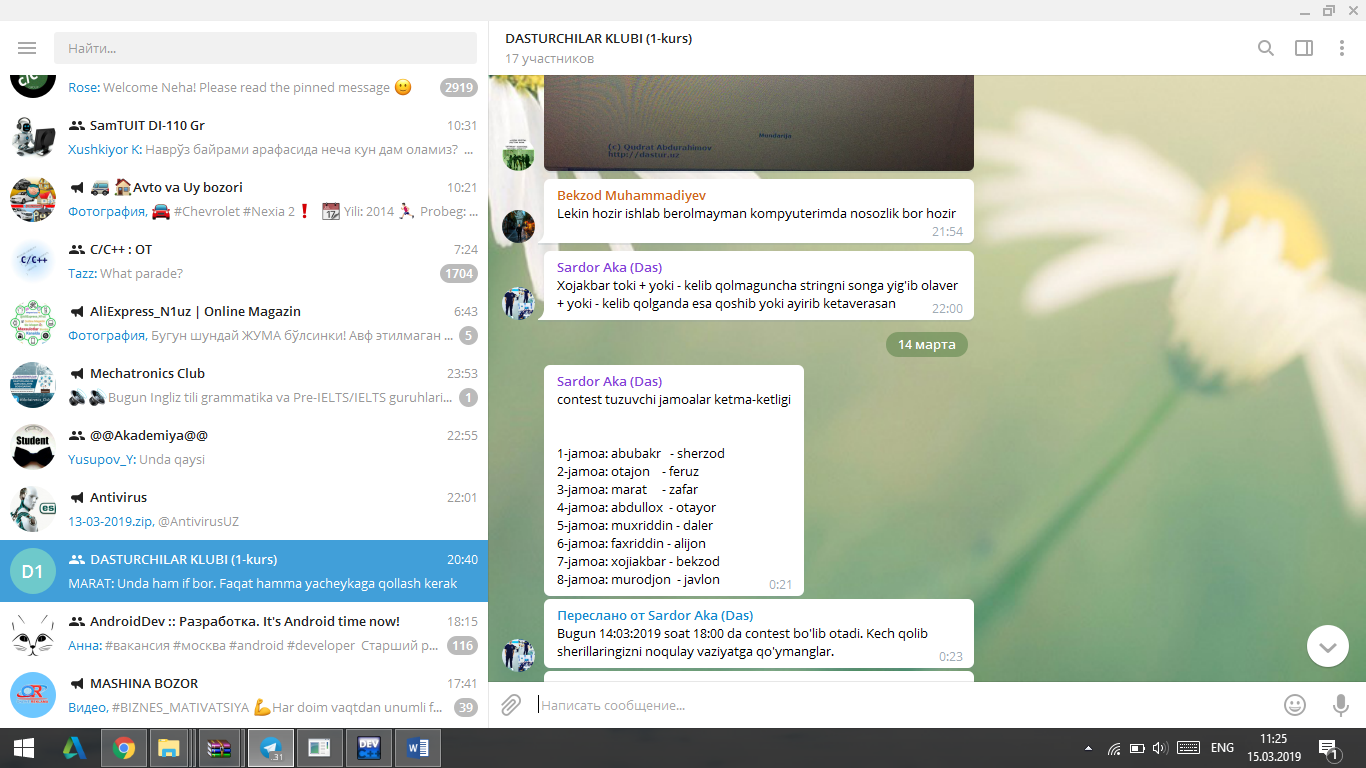 Найти...
Rose: Welcome Neha! Please read the pinned message 🙂
2919
SamTUIT DI-110 Gr
10:31
Xushkiyor K: Наврўз байрами арафасида неча кун дам оламиз? ...
🚐 🏠Avto va Uy bozori
10:21
Фотография, 🚘 #Chevrolet #Nexia 2❗ 📆 Yili: 2014 🏃 Probeg: ...
C/C++
C/C++ : ОТ
7:24
Tazz: What parade?
1704
AliExpress_N1uz | Online Magazin
6:43
Фотография, Бугун шундай ЖУМА бўлсинки! Авф этилмаган ...
5
Mechatronics Club
23:53
🔊 🔊 Bugun Ingliz tili grammatika va Pre-IELTS/IELTS guruhlari...
1
Student
@@Akademiya@@
22:55
Yusupov_Y: Unda qaysi
es
Antivirus
22:01
13-03-2019.zip, @AntivirusUZ
D1
DASTURCHILAR KLUBI (1-kurs)
20:40
MARAT: Unda ham if bor. Faqat hamma yacheykaga qollash kerak
AndroidDev :: Разработка. It's Android time now!
18:15
Анна: #вакансия #москва #android #developer Старший р...
116
MASHINA BOZOR
17:41
Видео, #BIZNES_MATIVATSIYA 💪Har doim vaqtdan unumli f...
39
DASTURCHILAR KLUBI (1-kurs)
17 участников
Mundarija
(c) Qudrat Abdurahimov
http://dastur.uz
Bekzod Muhammadiyev
Lekin hozir ishlab berolmayman kompyuterimda nosozlik bor hozir
21:54
Sardor Aka (Das)
Xojakbar toki + yoki - kelib qolmaguncha stringni songa yig'ib olaver
+ yoki - kelib qolganda esa qoshib yoki ayirib ketaverasan
22:00
14 марта
Sardor Aka (Das)
contest tuzuvchi jamoalar ketma-ketligi
1-jamoa: abubakr - sherzod
2-jamoa: otajon - feruz
3-jamoa: marat - zafar
4-jamoa: abdullox - otayor
5-jamoa: muxriddin - daler
6-jamoa: faxriddin - alijon
7-jamoa: xojiakbar - bekzod
8-jamoa: murodjon - javlon
0:21
Переслано от Sardor Aka (Das)
Bugun 14:03:2019 soat 18:00 da contest bo'lib otadi. Kech qolib
sherillaringizni noqulay vaziyatga qo'ymanglar.
0:23
Написать сообщение...
.31
DEV
ENG
11:25
15.03.2019
1